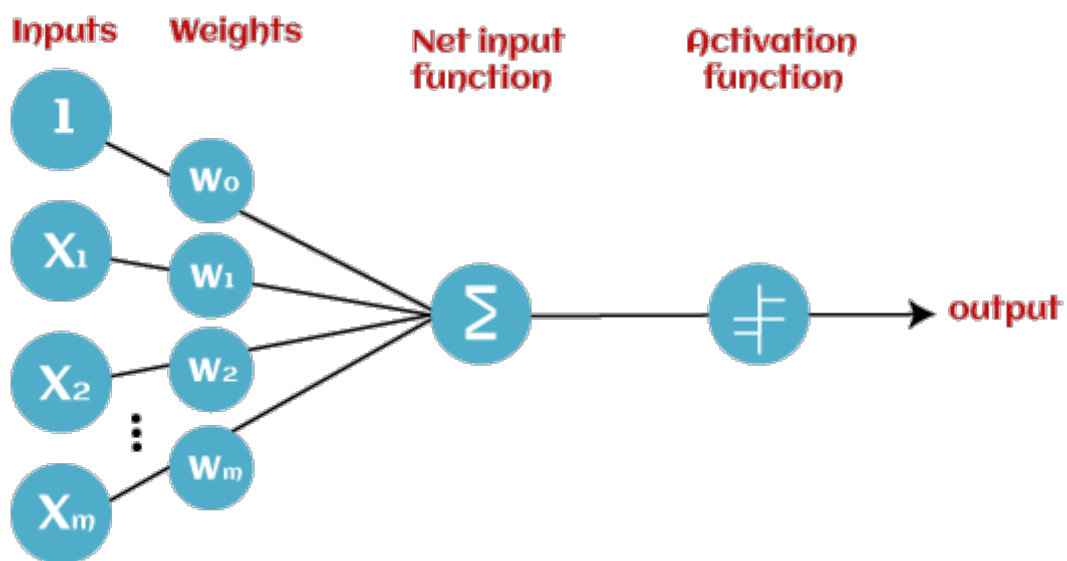 Inputs
Weights
Net input
function
Activation
function
1
W0
X1
W1
Σ
output
X2
W2
Wm
Xm